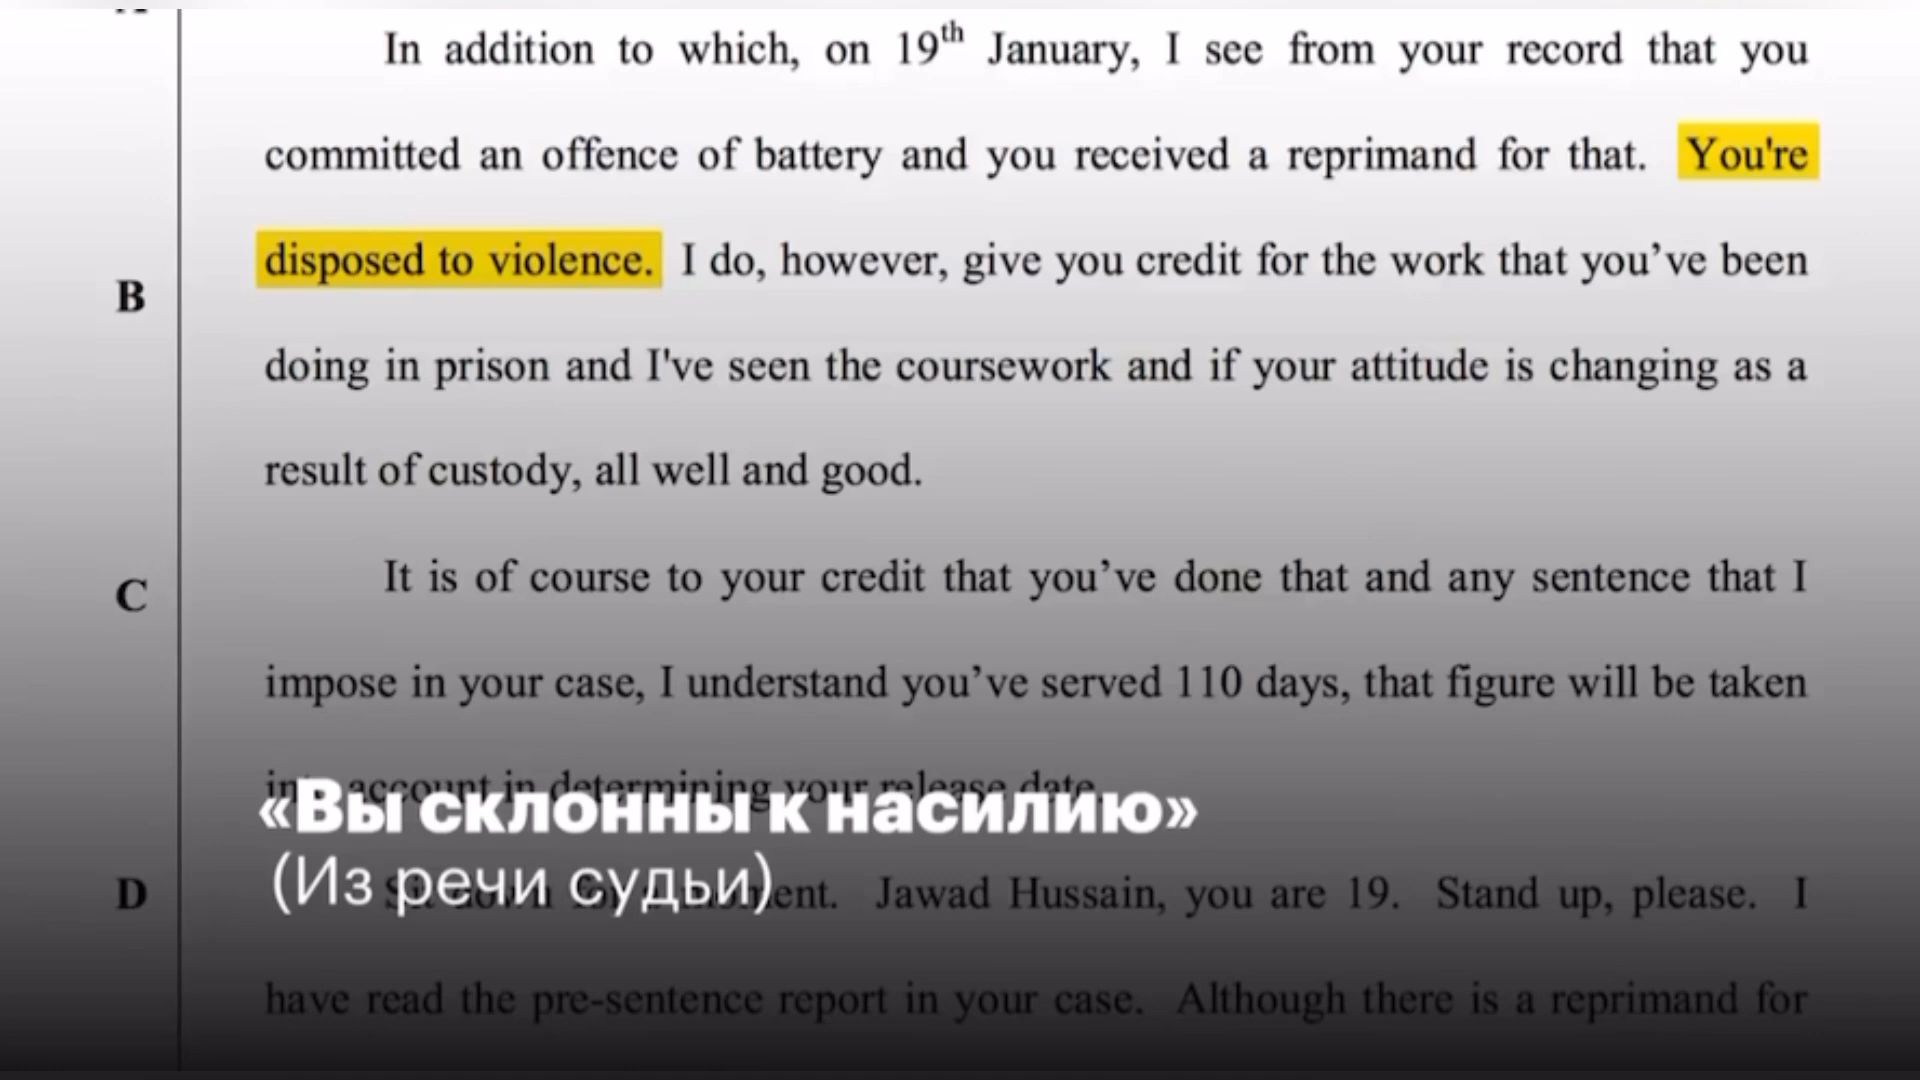 In addition to which, on 19th January, I see from your record that you
committed an offence of battery and you received a reprimand for that. You're
disposed to violence. I do, however, give you credit for the work that you’ve been
B
doing in prison and I've seen the coursework and if your attitude is changing as a
result of custody, all well and good.
It is of course to your credit that you’ve done that and any sentence that I
C
impose in your case, I understand you’ve served 110 days, that figure will be taken
account in determining your release date.
«Вы склонны к насилию»
(Из речи судьи)
D
Jawad Hussain, you are 19. Stand up, please. I
have read the pre-sentence report in your case. Although there is a reprimand for